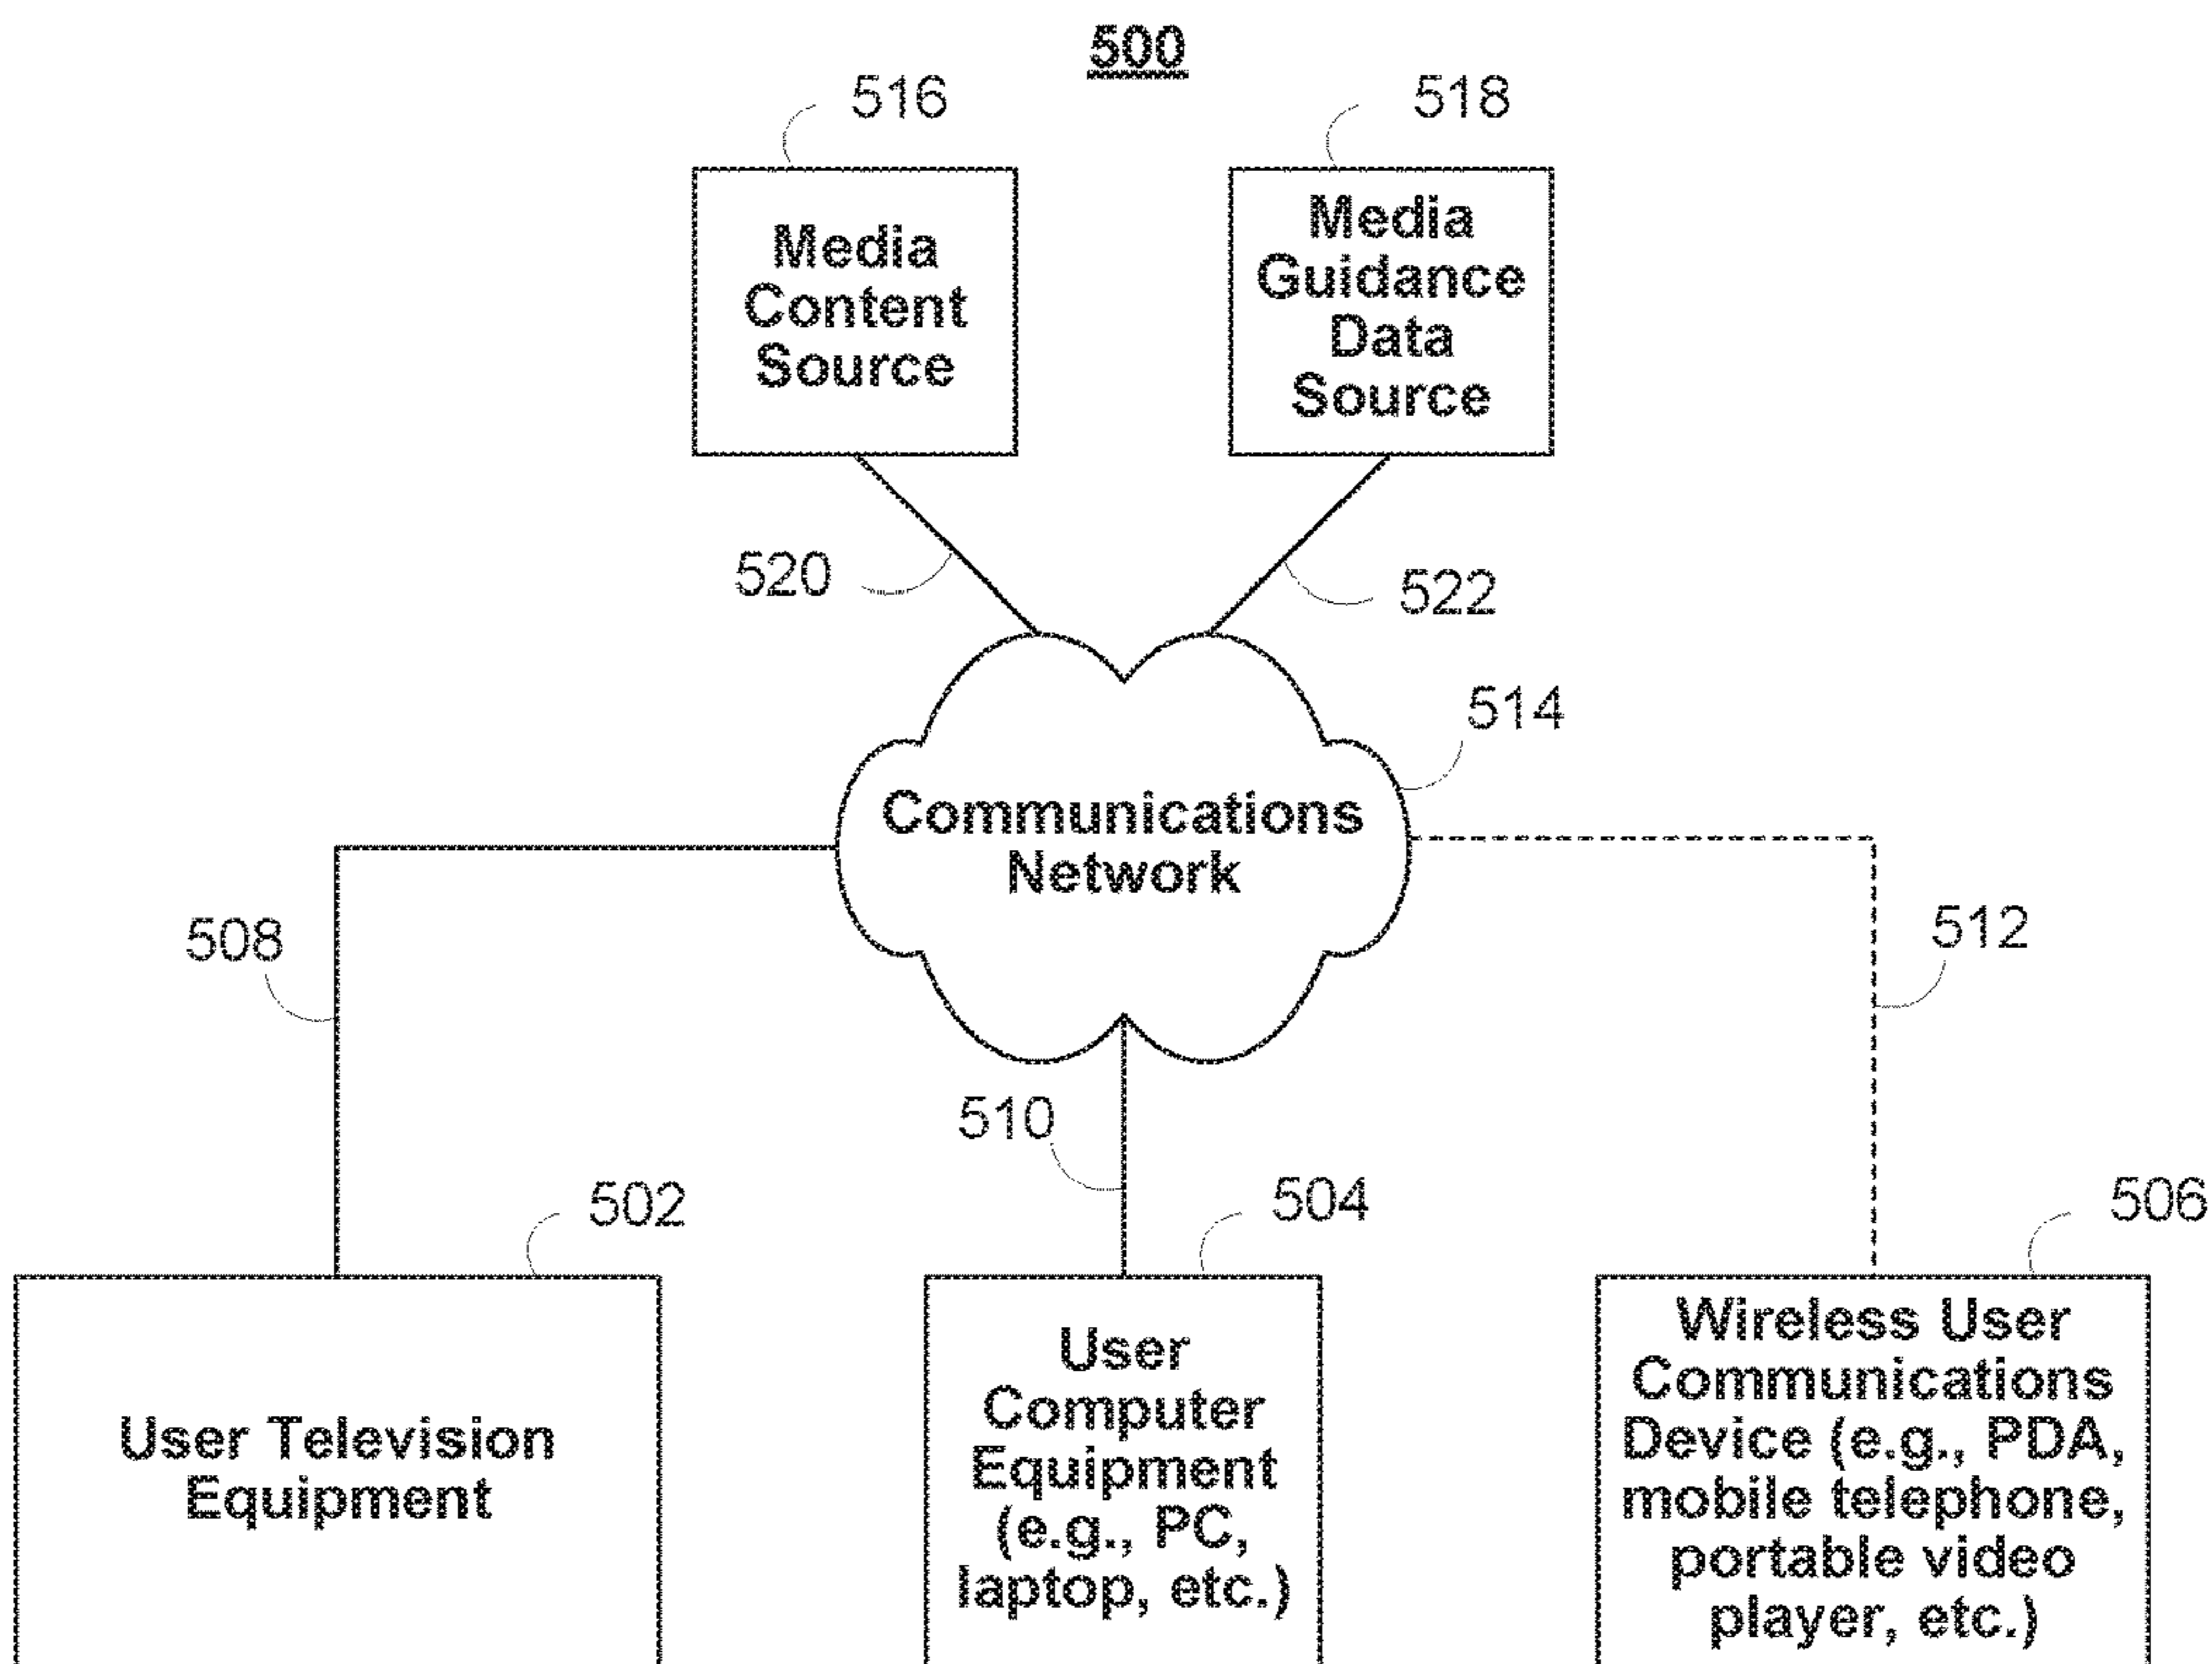 500
516
518
Media
Content
Source
Media
Guidance
Data
Source
520
522
514
Communications
Network
508
512
510
502
504
506
User Television
Equipment
User
Computer
Equipment
(e.g., PC,
laptop, etc.)
Wireless User
Communications
Device (e.g., PDA,
mobile telephone,
portable video
player, etc.)